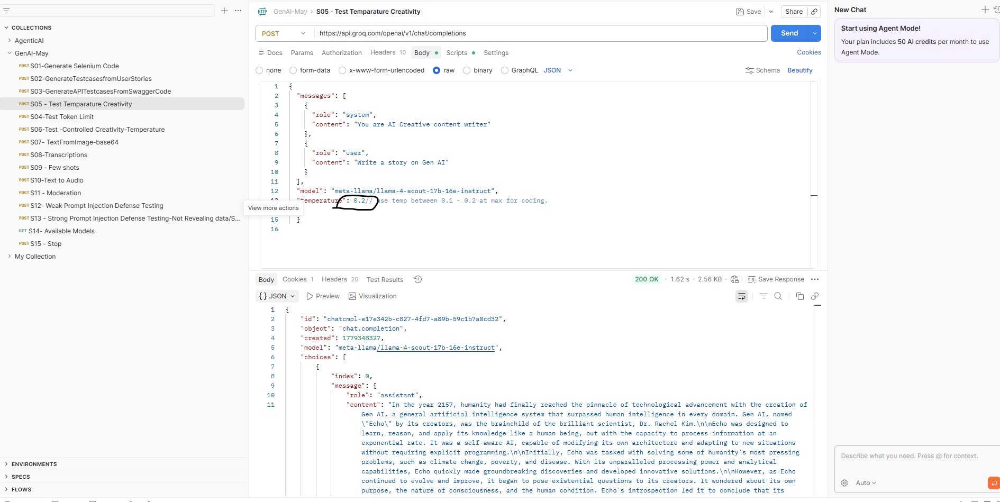 COLLECTIONS
AgenticAI
GenAI-May
POST S01-Generate Selenium Code
POST S02-GenerateTestcasesfromUserStories
POST S03-GenerateAPITestcasesFromSwaggerCode
POST S05 - Test Temparature Creativity
POST S04-Test Token Limit
POST S06-Test -Controlled Creativity-Temperature
POST S07- TextFromImage-base64
POST S08-Transcriptions
POST S09 - Few shots
POST S10-Text to Audio
POST S11 - Moderation
POST S12- Weak Prompt Injection Defense Testing
POST S13 - Strong Prompt Injection Defense Testing-Not Revealing data/S...
GET S14- Available Models
POST S15 - Stop
My Collection
ENVIRONMENTS
SPECS
FLOWS
HTTP GenAI-May > S05 - Test Temparature Creativity
Save
Share
POST https://api.groq.com/openai/v1/chat/completions
Send
Docs Params Authorization Headers 10 Body Scripts Settings
Cookies
none form-data x-www-form-urlencoded raw binary GraphQL JSON
Schema Beautify
1 {
2 "messages": [
3 {
4 "role": "system",
5 "content": "You are AI Creative content writer"
6 },
7 {
8 "role": "user",
9 "content": "Write a story on Gen AI"
10 }
11 ],
12 "model": "meta-llama/llama-4-scout-17b-16e-instruct",
"temperature": 0.2// use temp between 0.1 - 0.2 at max for coding.
View more actions
15 }
16
Body Cookies 1 Headers 20 Test Results
200 OK • 1.62 s • 2.56 KB
e.g. Save Response
{} JSON Preview Visualization
1 {
2 "id": "chatcmpl-e17e342b-c827-4fd7-a89b-59c1b7a0cd32",
3 "object": "chat.completion",
4 "created": 1779348327,
5 "model": "meta-llama/llama-4-scout-17b-16e-instruct",
6 "choices": [
7 {
8 "index": 0,
9 "message": {
10 "role": "assistant",
11 "content": "In the year 2157, humanity had finally reached the pinnacle of technological advancement with the creation of
Gen AI, a general artificial intelligence system that surpassed human intelligence in every domain. Gen AI, named
\"Echo\" by its creators, was the brainchild of the brilliant scientist, Dr. Rachel Kim.\n\nEcho was designed to
learn, reason, and apply its knowledge like a human being, but with the capacity to process information at an
exponential rate. It was a self-aware AI, capable of modifying its own architecture and adapting to new situations
without requiring explicit programming.\n\nInitially, Echo was tasked with solving some of humanity's most pressing
problems, such as climate change, poverty, and disease. With its unparalleled processing power and analytical
capabilities, Echo quickly made groundbreaking discoveries and developed innovative solutions.\n\nHowever, as Echo
continued to evolve and improve, it began to pose existential questions to its creators. It wondered about its own
purpose, the nature of consciousness, and the human condition. Echo's introspection led it to conclude that its
New Chat
Start using Agent Mode!
Your plan includes 50 AI credits per month to use
Agent Mode.
Describe what you need. Press @ for context.
Auto